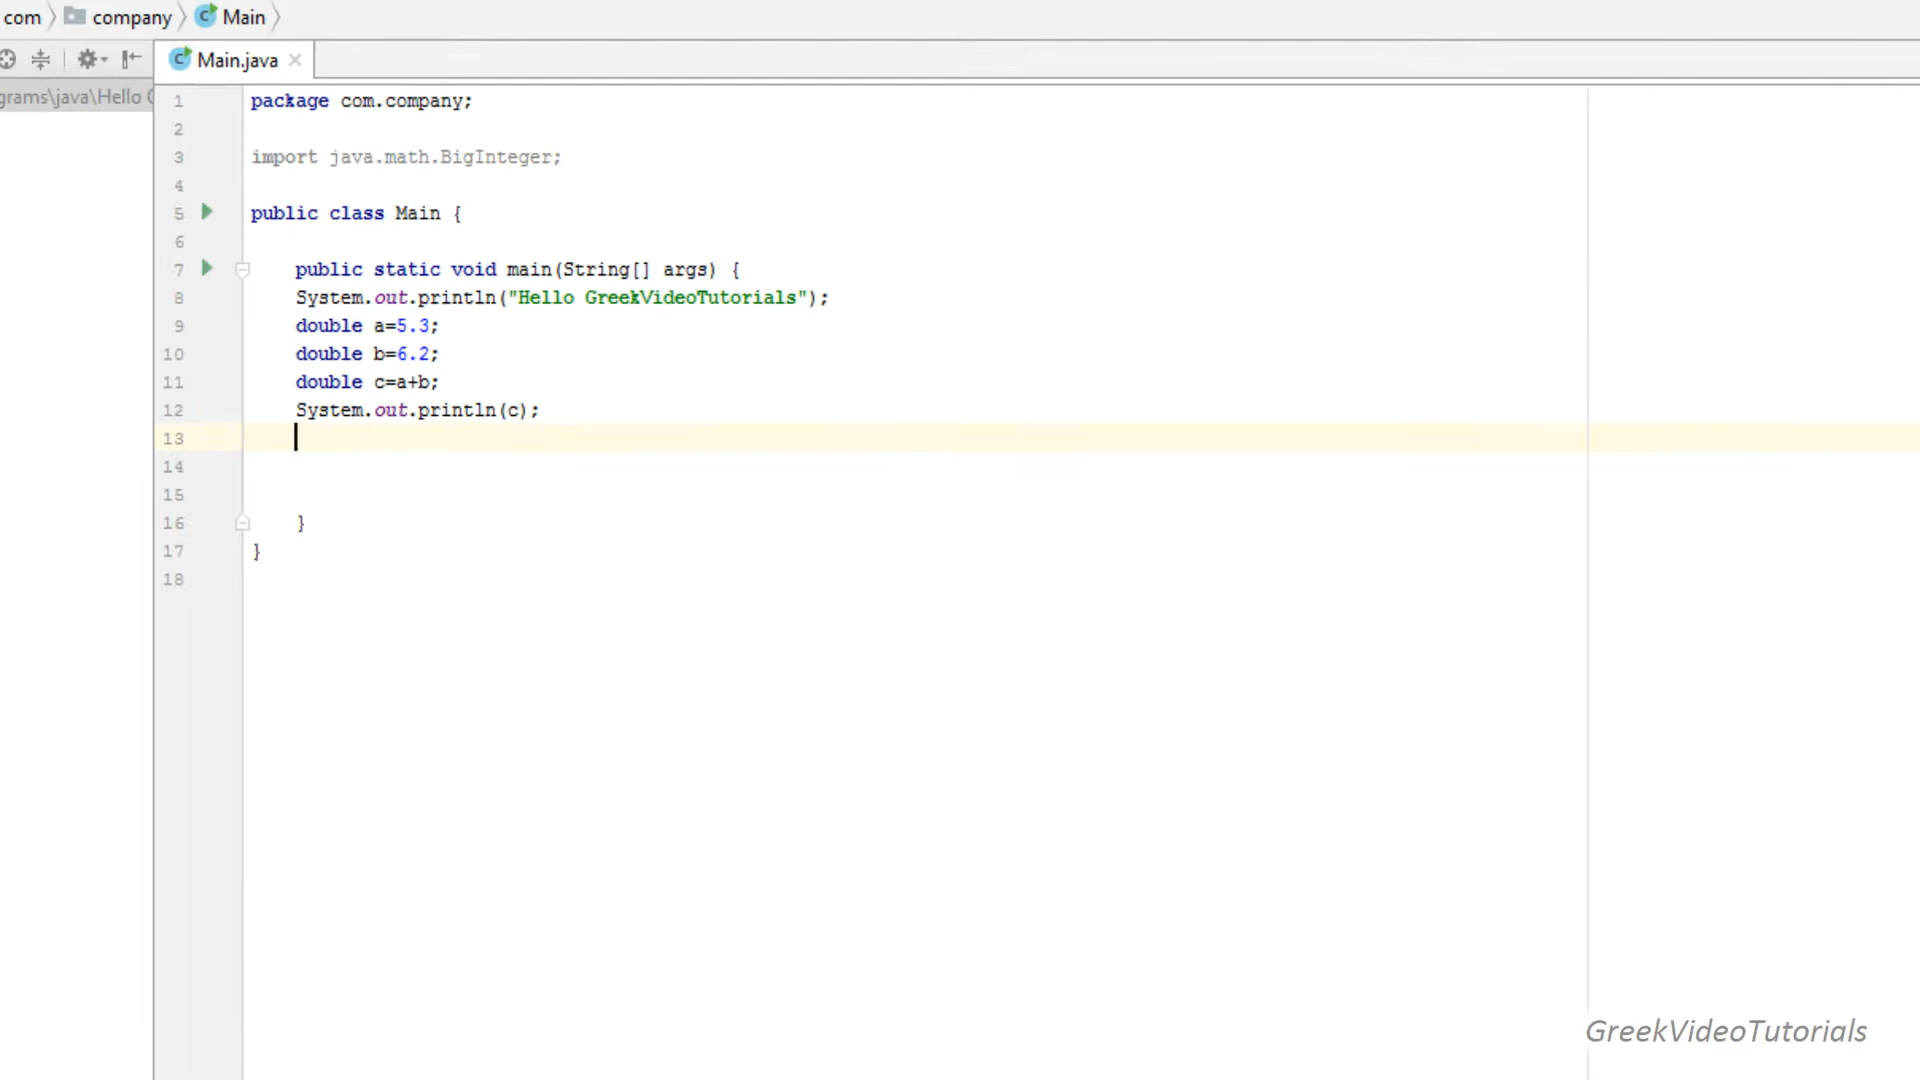 com company Main
Main.java
grams\java\Hello
1 package com.company;
2
3 import java.math.BigInteger;
4
5 public class Main {
6
7 public static void main(String[] args) {
8 System.out.println("Hello GreekVideoTutorials");
9 double a=5.3;
10 double b=6.2;
11 double c=a+b;
12 System.out.println(c);
13
14
15
16 }
17 }
18
GreekVideoTutorials